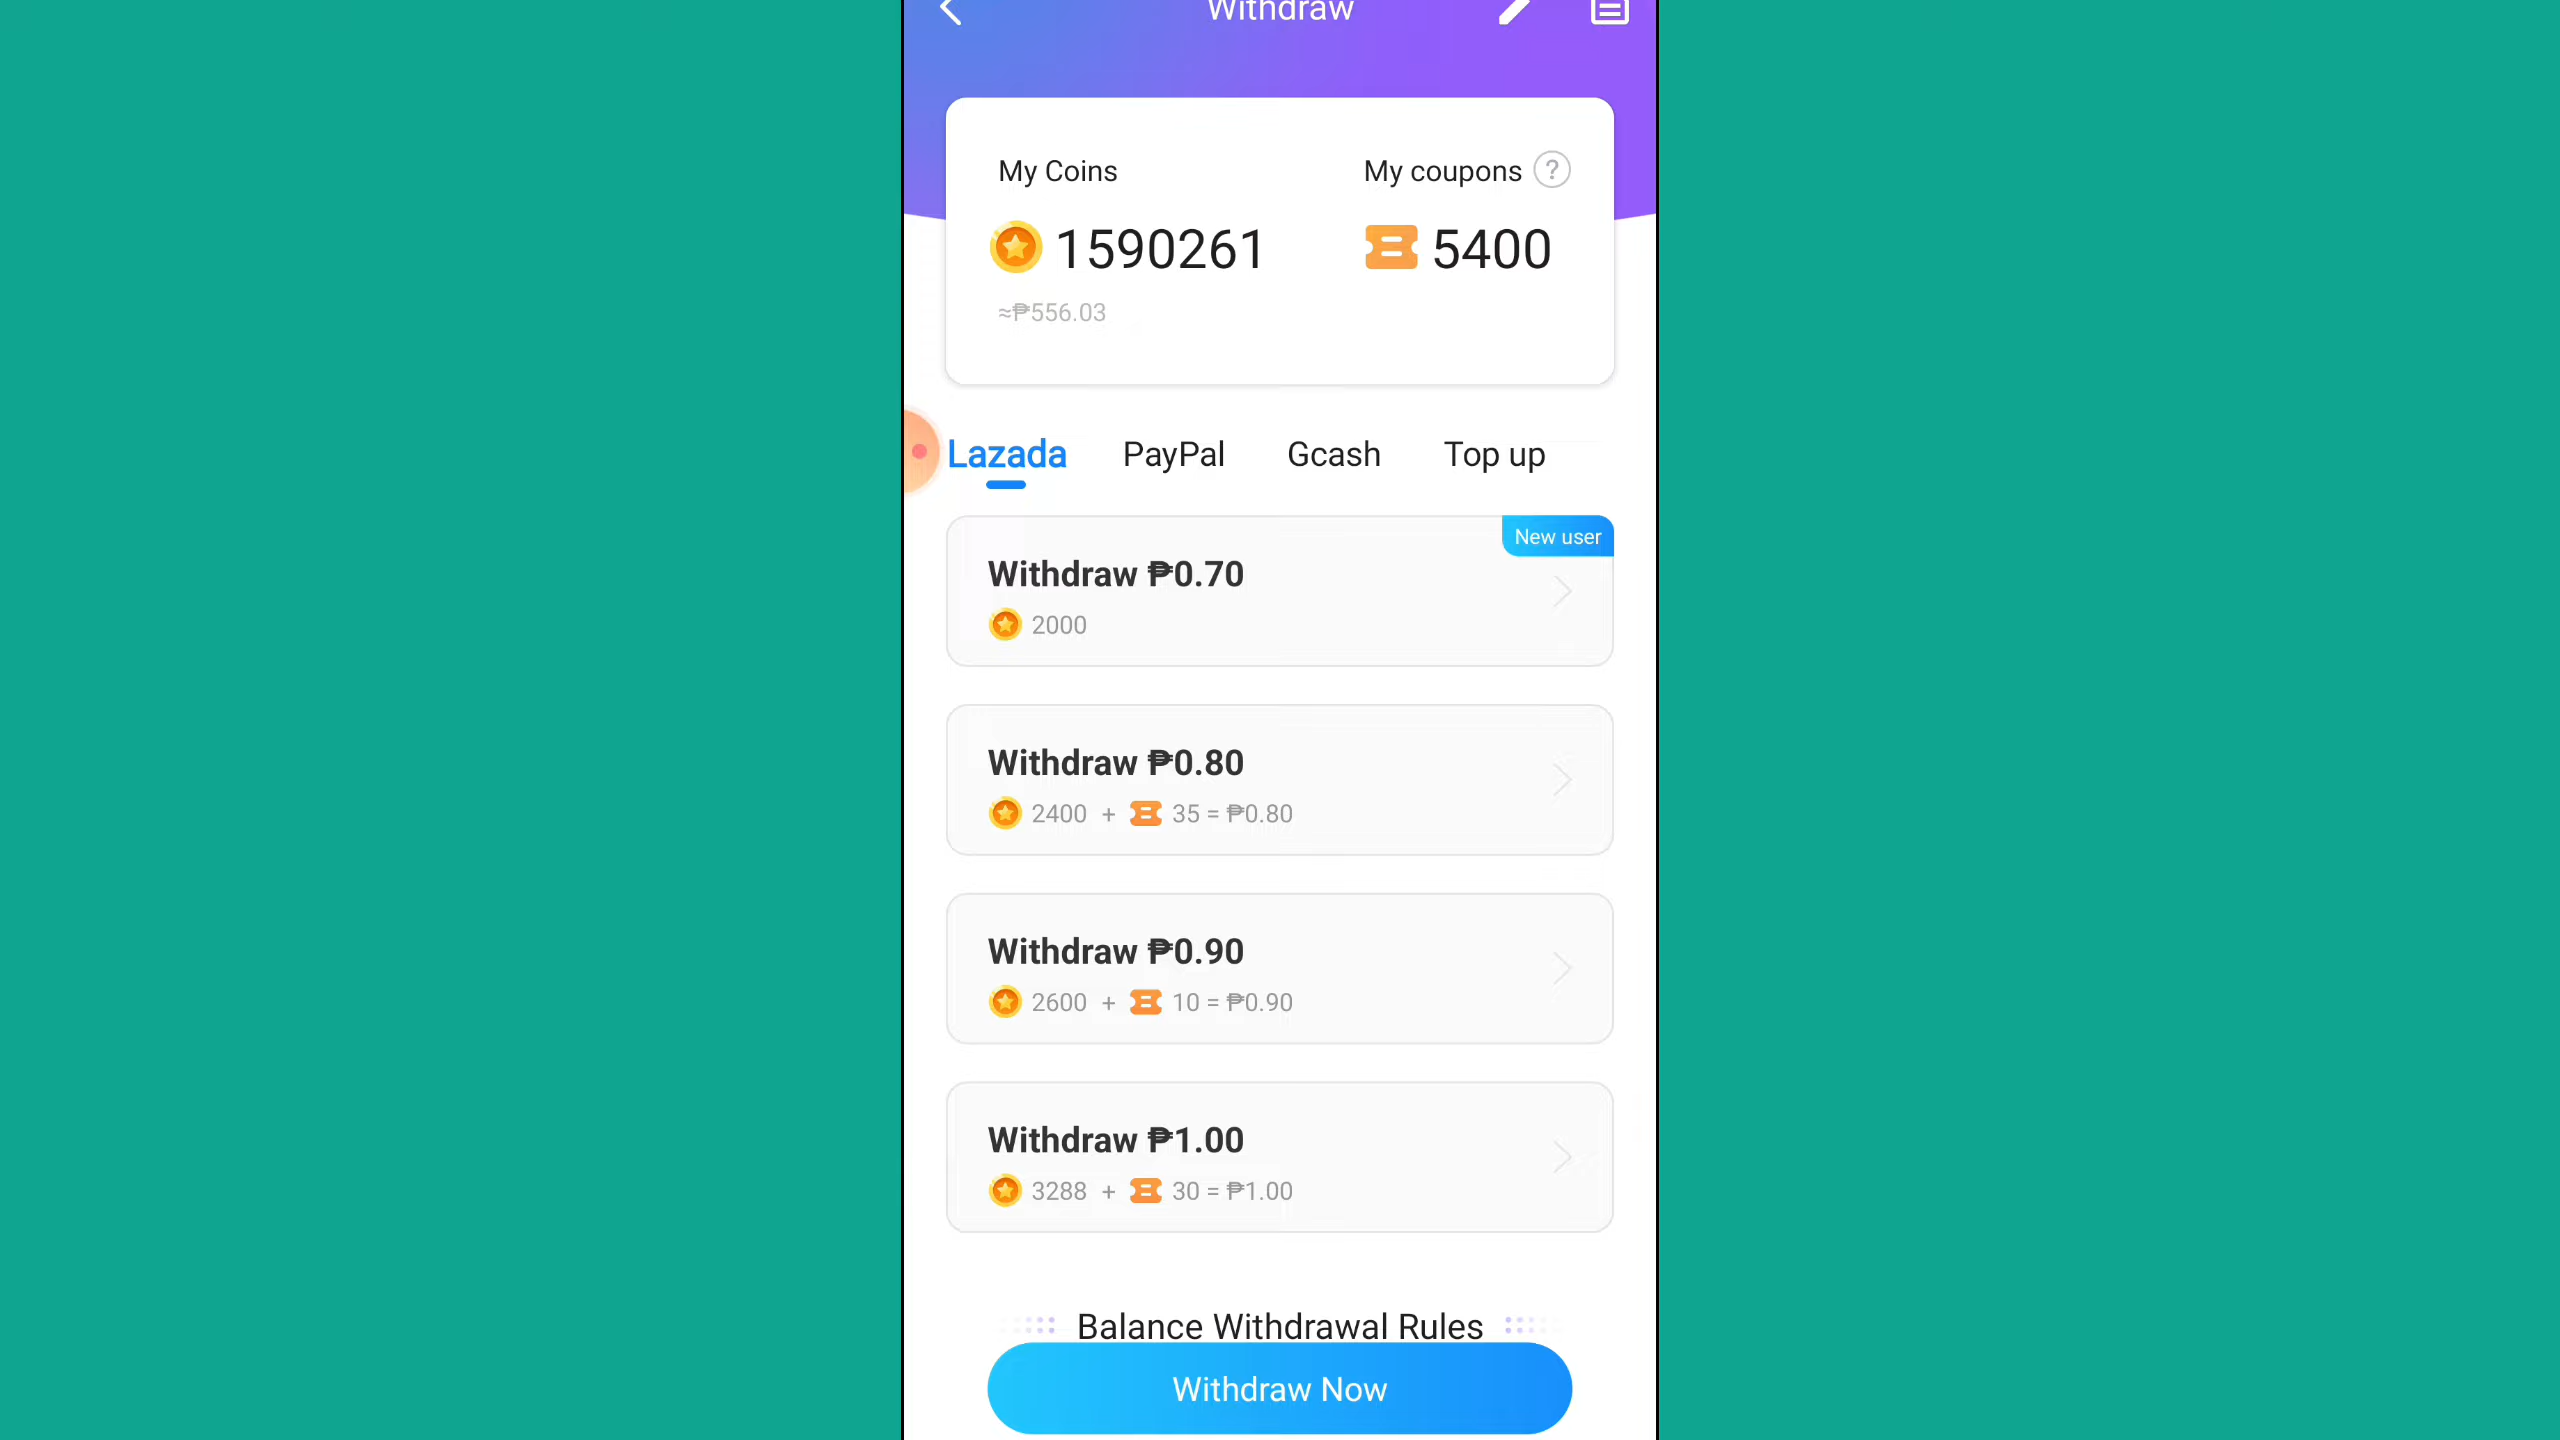 Withdraw
My Coins
My coupons ?
1590261
5400
≈₱556.03
Lazada
PayPal
Gcash
Top up
New user
Withdraw ₱0.70
2000
Withdraw ₱0.80
2400 + 35 = ₱0.80
Withdraw ₱0.90
2600 + 10 = ₱0.90
Withdraw ₱1.00
3288 + 30 = ₱1.00
Balance Withdrawal Rules
Withdraw Now